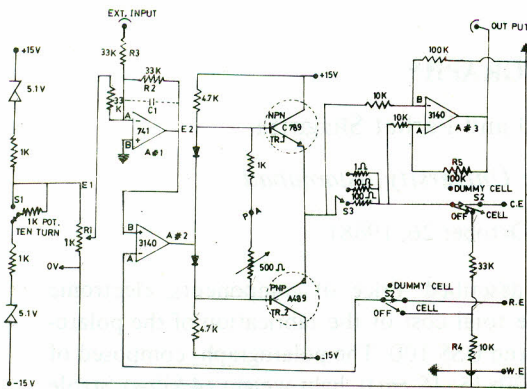 EXT. INPUT
OUT PUT
+15V
33K
R3
33K
R2
C1
33
K
5.1V
741
A#1
E2
4.7K
NPN
C789
TR.1
+15V
10K
10K
B
A
3140
A#3
100K
1K
S1
E1
1K POT.
TEN TURN
R1
1K
0V
1K
5.1V
-15V
B
A
3140
A#2
1K
P
A
500Ω
4.7K
PNP
A489
TR.2
-15V
1Ω
10Ω
100Ω
S3
R5
100K
DUMMY CELL
S2
OFF
CELL
C.E
33K
DUMMY CELL
S2
OFF
CELL
R.E
R4
10K
W.E